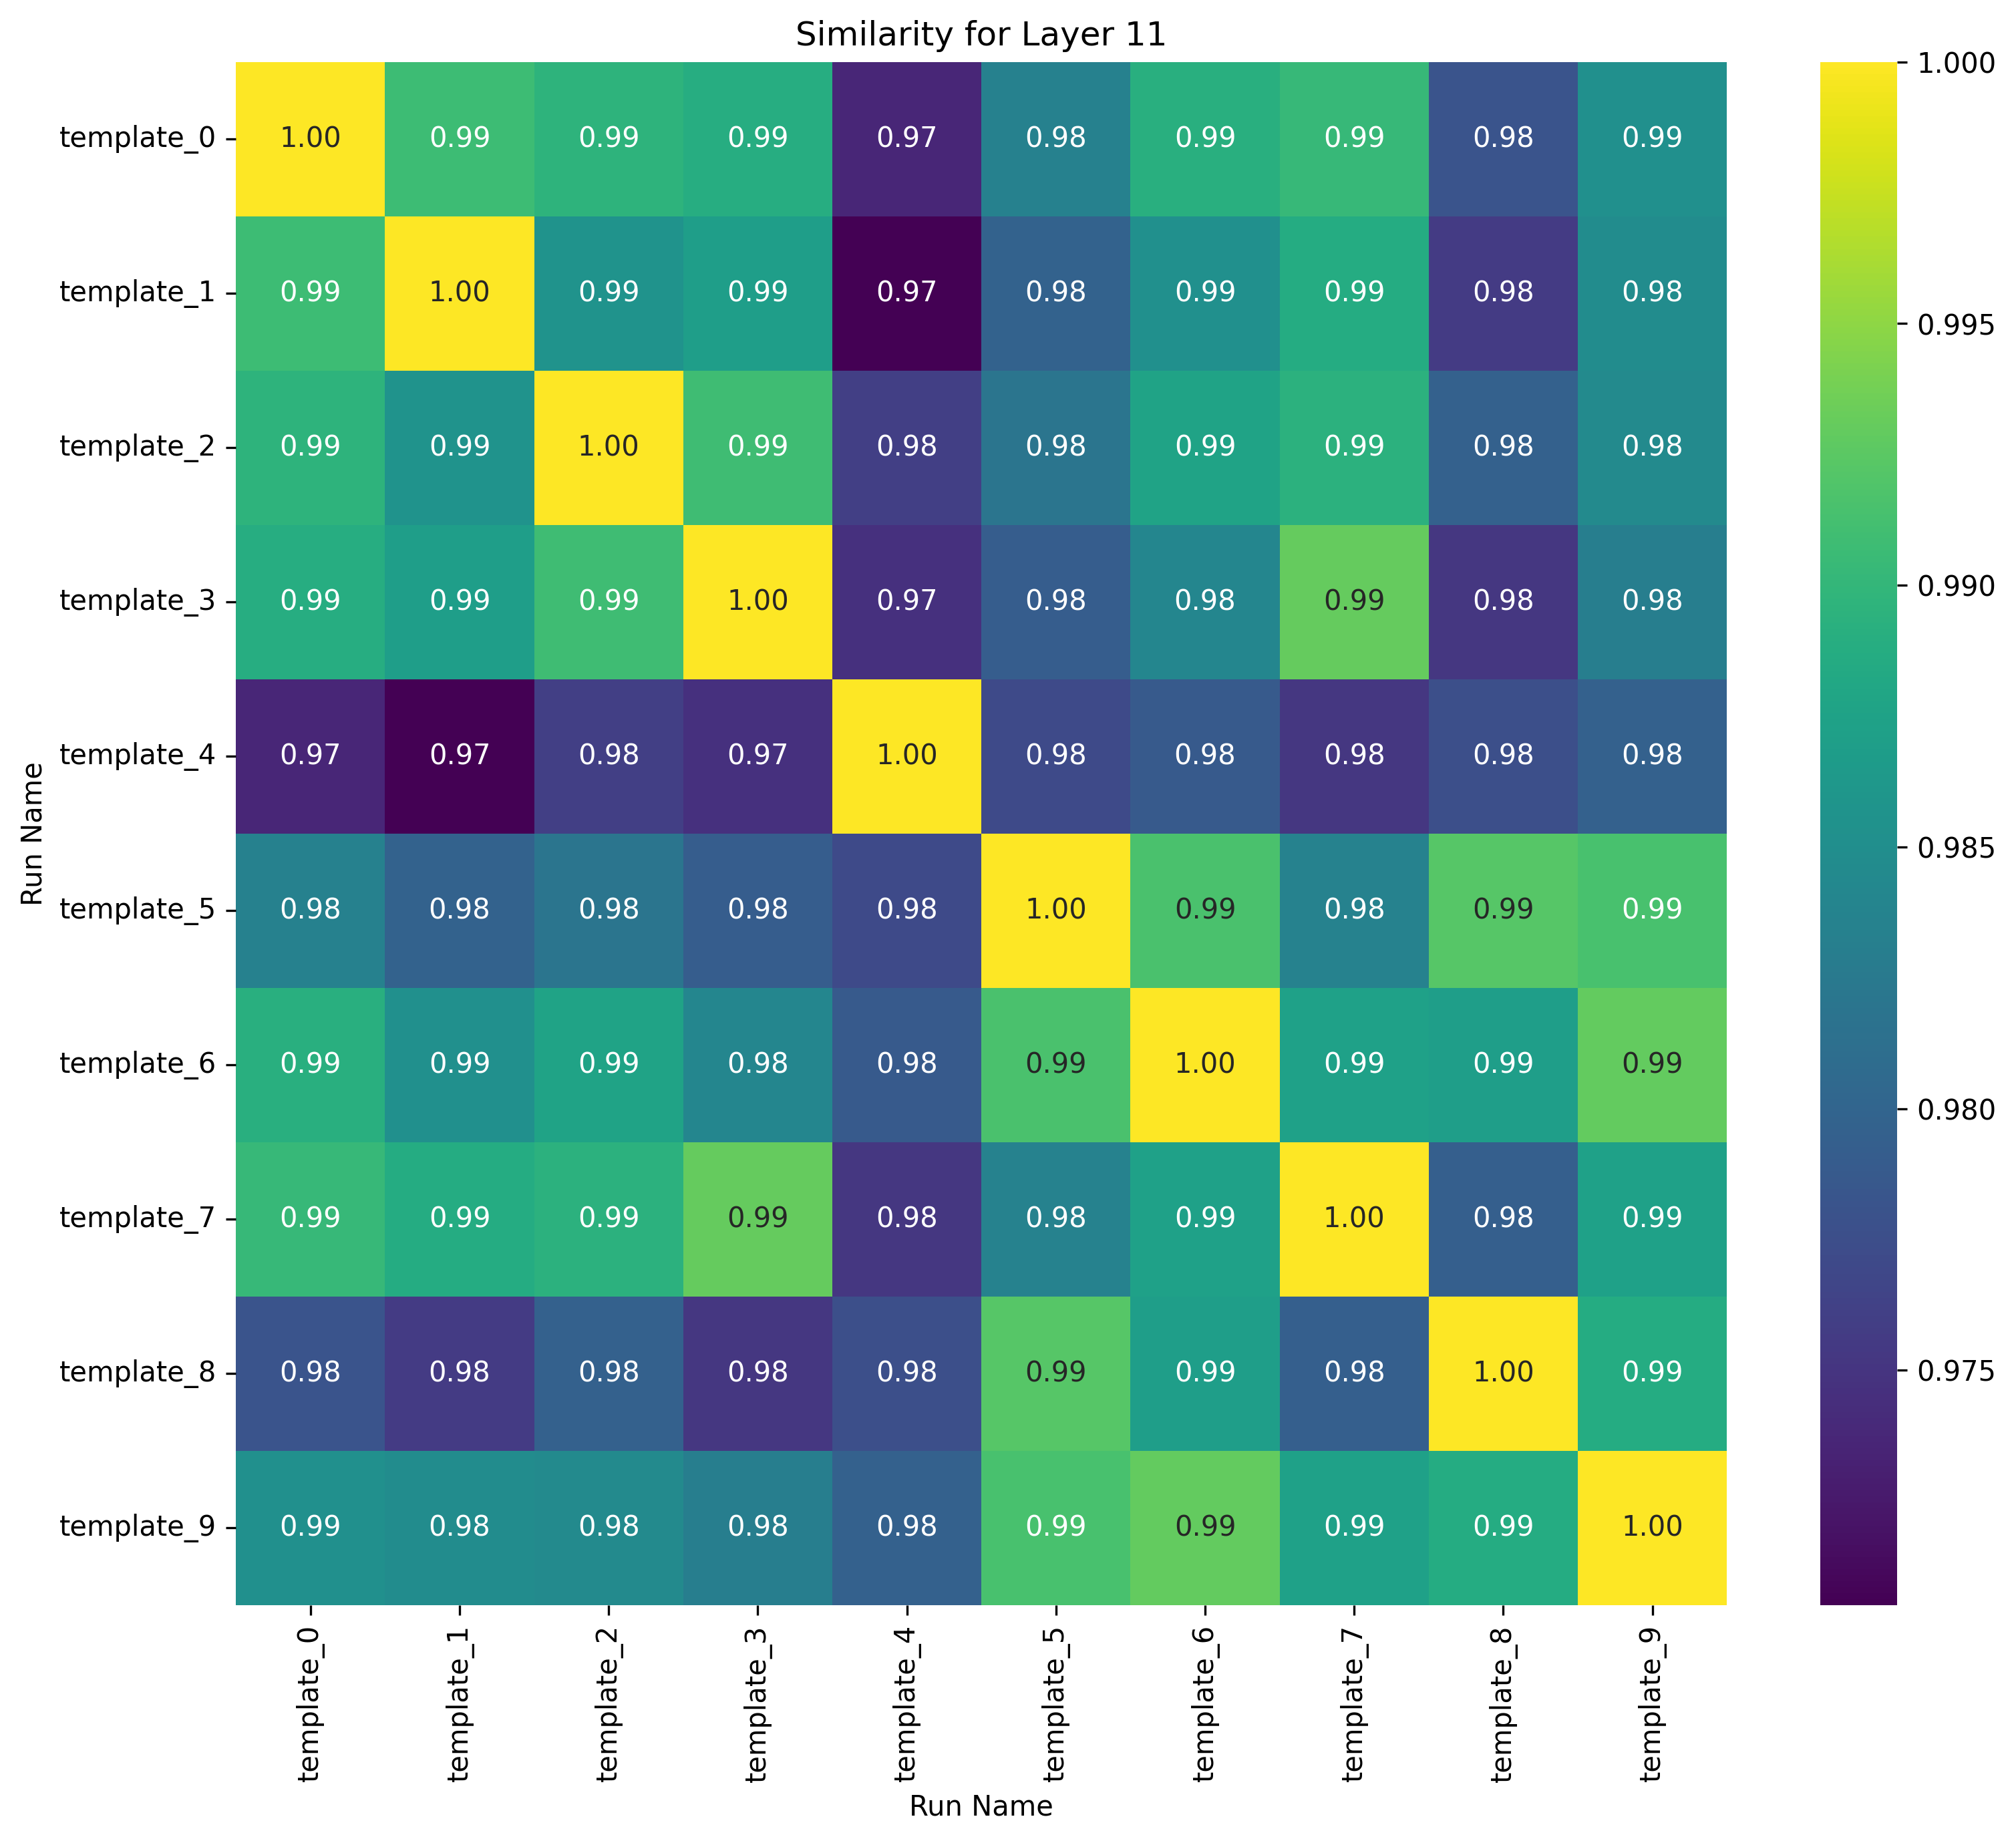 Similarity for Layer 11
template_0 1.00 0.99 0.99 0.99 0.97 0.98 0.99 0.99 0.98 0.99
template_1 0.99 1.00 0.99 0.99 0.97 0.98 0.99 0.99 0.98 0.98
template_2 0.99 0.99 1.00 0.99 0.98 0.98 0.99 0.99 0.98 0.98
template_3 0.99 0.99 0.99 1.00 0.97 0.98 0.98 0.99 0.98 0.98
template_4 0.97 0.97 0.98 0.97 1.00 0.98 0.98 0.98 0.98 0.98
template_5 0.98 0.98 0.98 0.98 0.98 1.00 0.99 0.98 0.99 0.99
template_6 0.99 0.99 0.99 0.98 0.98 0.99 1.00 0.99 0.99 0.99
template_7 0.99 0.99 0.99 0.99 0.98 0.98 0.99 1.00 0.98 0.99
template_8 0.98 0.98 0.98 0.98 0.98 0.99 0.99 0.98 1.00 0.99
template_9 0.99 0.98 0.98 0.98 0.98 0.99 0.99 0.99 0.99 1.00
Run Name
template_0 template_1 template_2 template_3 template_4 template_5 template_6 template_7 template_8 template_9
Run Name
1.000
0.995
0.990
0.985
0.980
0.975